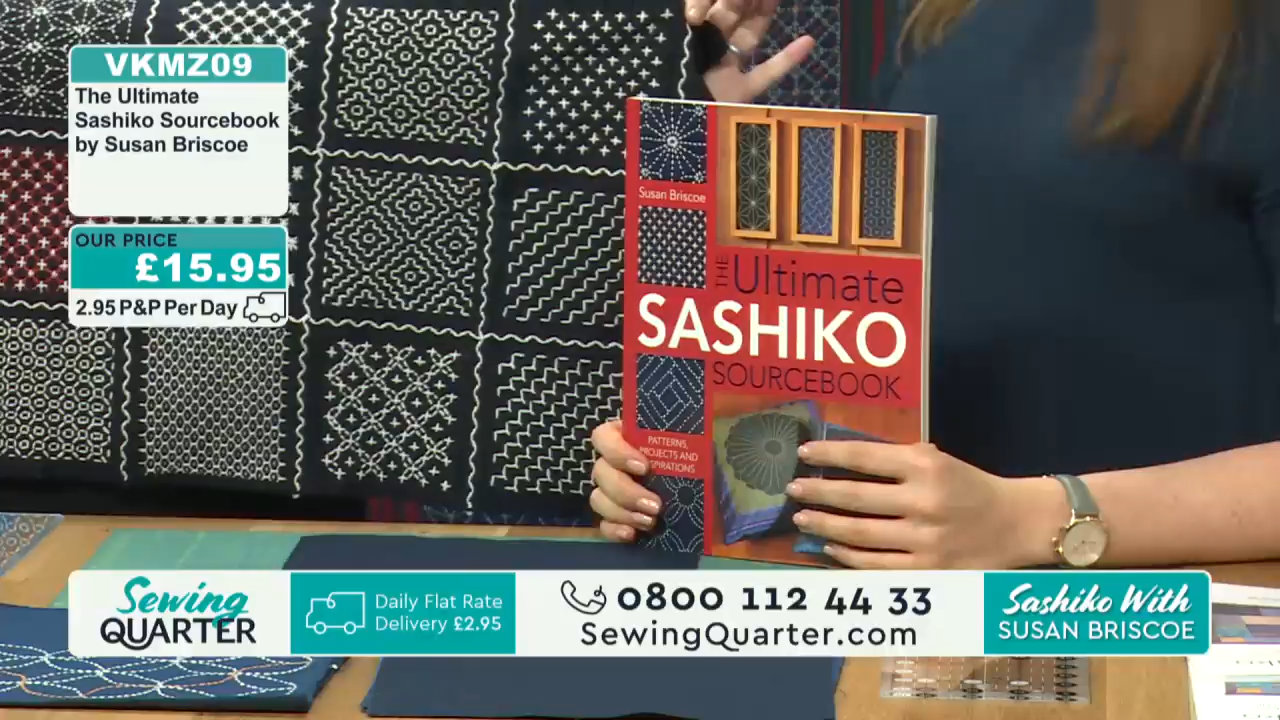 VKMZ09
The Ultimate
Sashiko Sourcebook
by Susan Briscoe
OUR PRICE
£15.95
2.95 P&P Per Day
Susan Briscoe
THE Ultimate
SASHIKO
SOURCEBOOK
PATTERNS,
PROJECTS AND
Sewing
QUARTER
Daily Flat Rate
Delivery £2.95
0800 112 44 33
SewingQuarter.com
Sashiko With
SUSAN BRISCOE